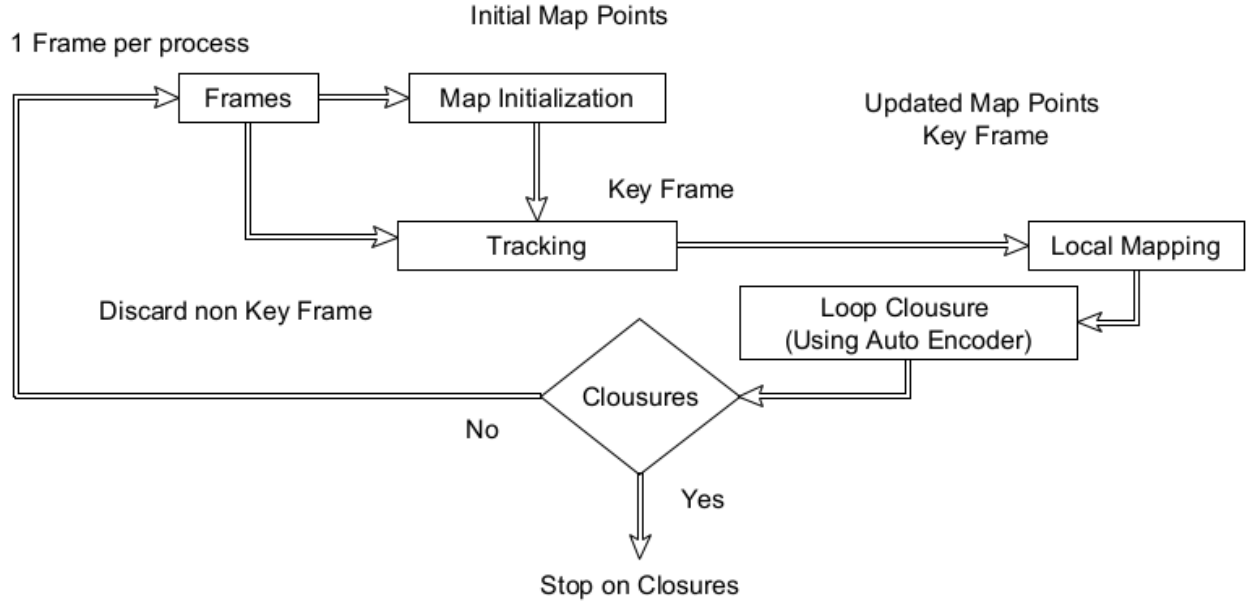 Initial Map Points
1 Frame per process
Frames
Map Initialization
Updated Map Points
Key Frame
Key Frame
Tracking
Local Mapping
Discard non Key Frame
Loop Clousure
(Using Auto Encoder)
Clousures
No
Yes
Stop on Closures